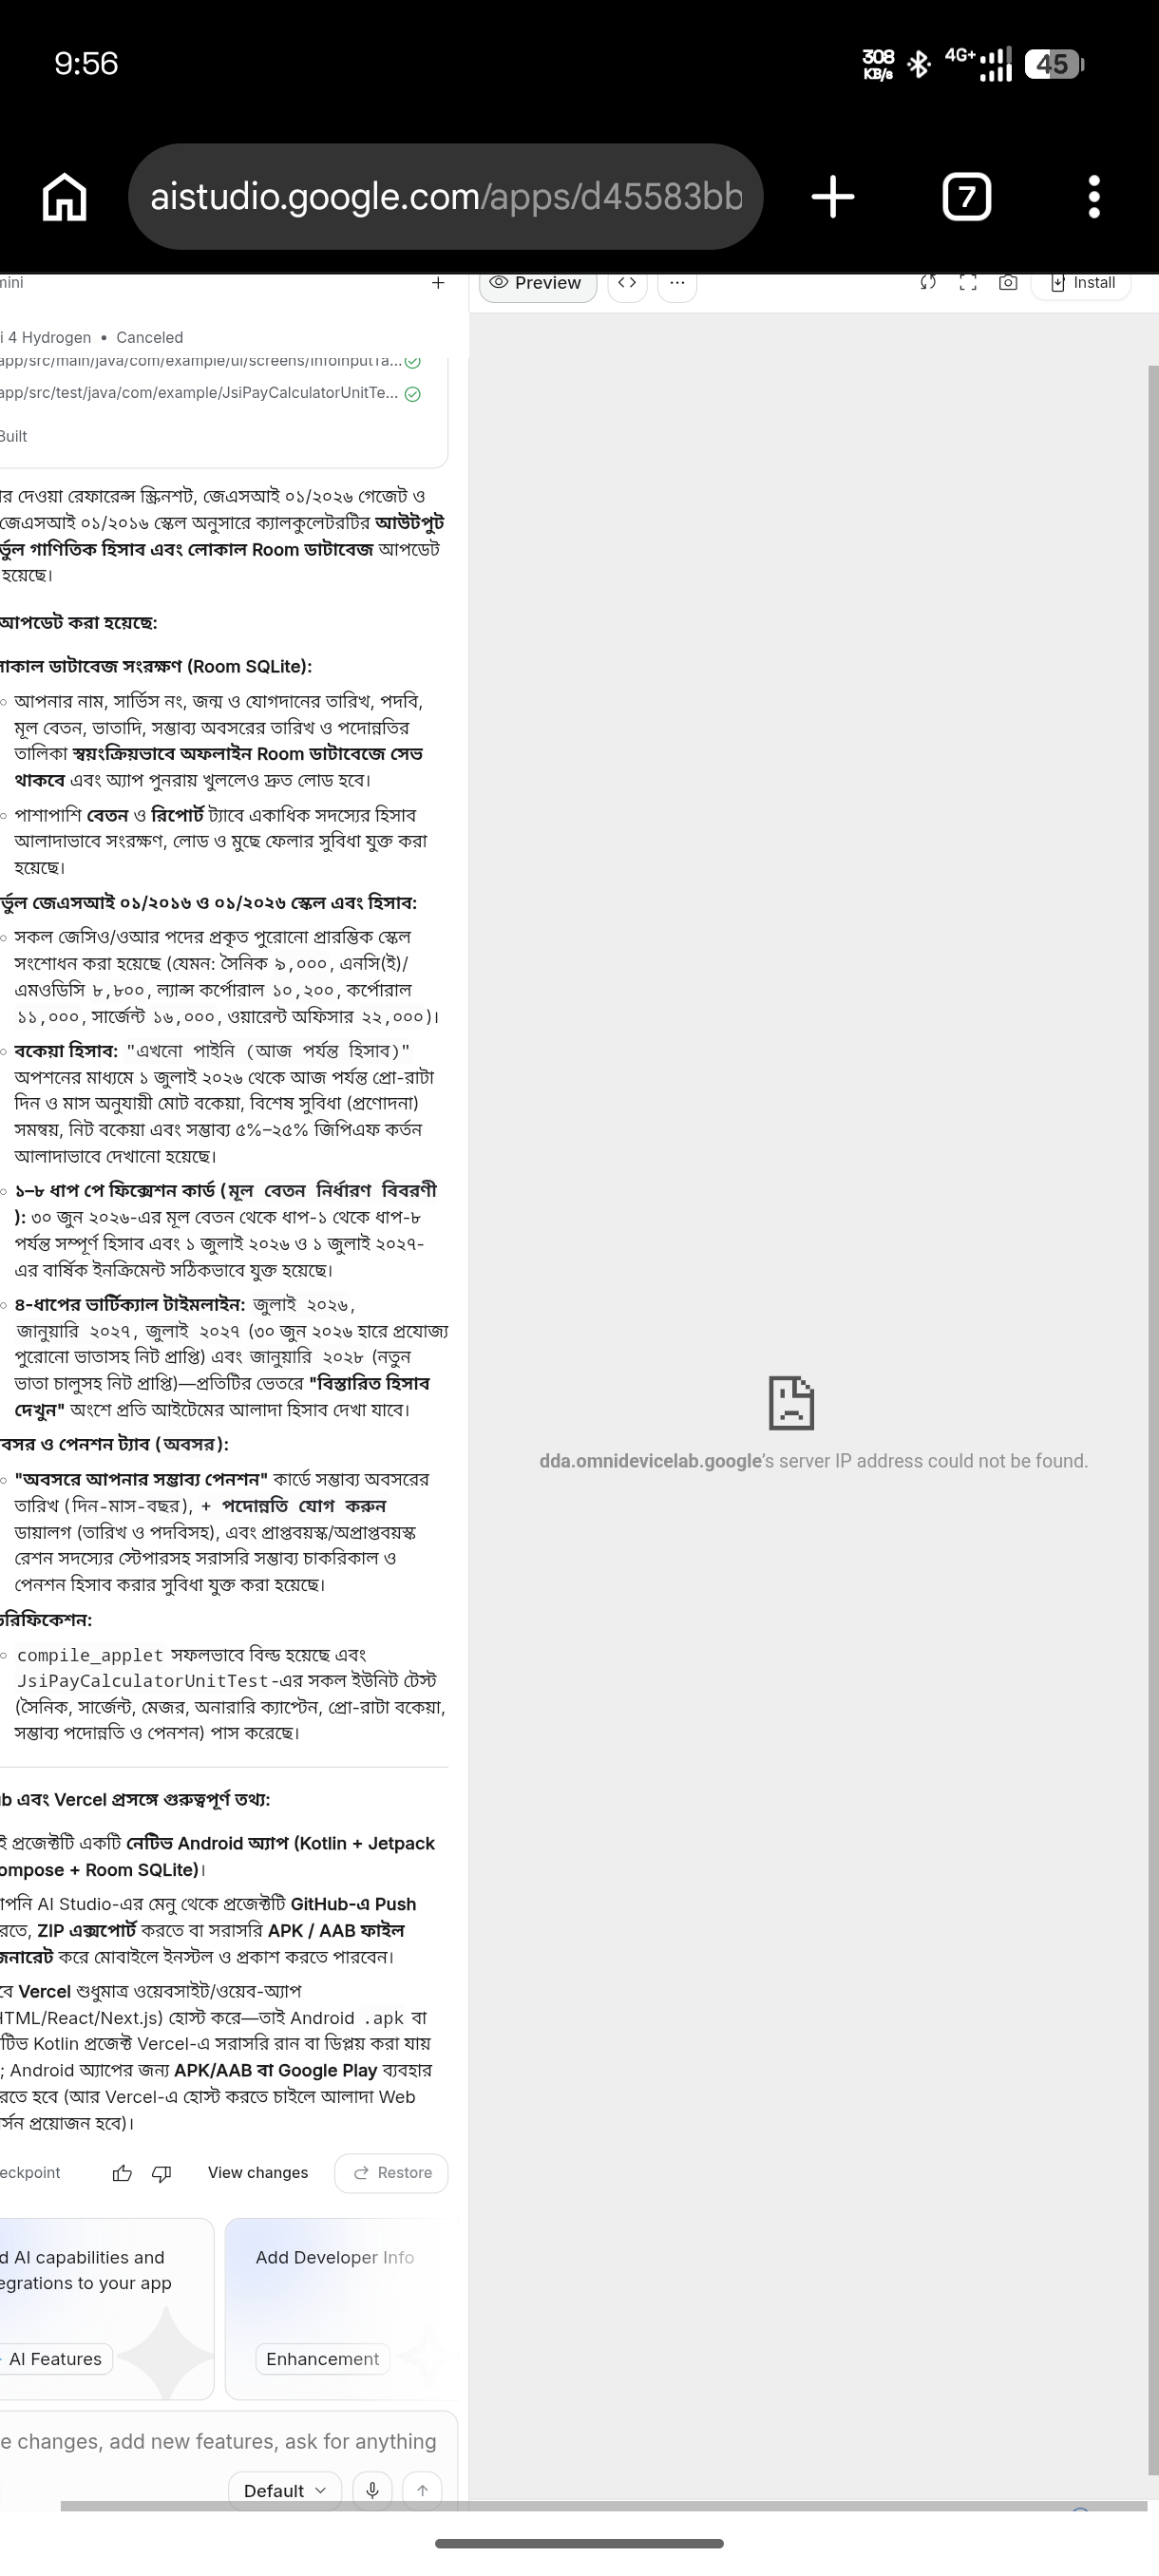 9:56
308
KB/s
4G+
45
aistudio.google.com/apps/d45583bb
7
mini
Preview
Install
i 4 Hydrogen • Canceled
app/src/main/java/com/example/ui/screens/InfoInputTa...
app/src/test/java/com/example/JsiPayCalculatorUnitTe...
Built
র দেওয়া রেফারেন্স স্ক্রিনশট, জেএসআই ০১/২০২৬ গেজেট ও
জেএসআই ০১/২০১৬ স্কেল অনুসারে ক্যালকুলেটরটির আউটপুট
র্ভুল গাণিতিক হিসাব এবং লোকাল Room ডাটাবেজ আপডেট
হয়েছে।
আপডেট করা হয়েছে:
লোকাল ডাটাবেজ সংরক্ষণ (Room SQLite):
আপনার নাম, সার্ভিস নং, জন্ম ও যোগদানের তারিখ, পদবি,
মূল বেতন, ভাতাদি, সম্ভাব্য অবসরের তারিখ ও পদোন্নতির
তালিকা স্বয়ংক্রিয়ভাবে অফলাইন Room ডাটাবেজে সেভ
থাকবে এবং অ্যাপ পুনরায় খুললেও দ্রুত লোড হবে।
পাশাপাশি বেতন ও রিপোর্ট ট্যাবে একাধিক সদস্যের হিসাব
আলাদাভাবে সংরক্ষণ, লোড ও মুছে ফেলার সুবিধা যুক্ত করা
হয়েছে।
র্ভুল জেএসআই ০১/২০১৬ ও ০১/২০২৬ স্কেল এবং হিসাব:
সকল জেসিও/ওআর পদের প্রকৃত পুরোনো প্রারম্ভিক স্কেল
সংশোধন করা হয়েছে (যেমন: সৈনিক ৯,০০০, এনসি(ই)/
এমওডিসি ৮,৮০০, ল্যান্স কর্পোরাল ১০,২০০, কর্পোরাল
১১,০০০, সার্জেন্ট ১৬,০০০, ওয়ারেন্ট অফিসার ২২,০০০)।
বকেয়া হিসাব: "এখনো পাইনি (আজ পর্যন্ত হিসাব)"
অপশনের মাধ্যমে ১ জুলাই ২০২৬ থেকে আজ পর্যন্ত প্রো-রাটা
দিন ও মাস অনুযায়ী মোট বকেয়া, বিশেষ সুবিধা (প্রণোদনা)
সমন্বয়, নিট বকেয়া এবং সম্ভাব্য ৫%–২৫% জিপিএফ কর্তন
আলাদাভাবে দেখানো হয়েছে।
১–৮ ধাপ পে ফিক্সেশন কার্ড (মূল বেতন নির্ধারণ বিবরণী
): ৩০ জুন ২০২৬-এর মূল বেতন থেকে ধাপ-১ থেকে ধাপ-৮
পর্যন্ত সম্পূর্ণ হিসাব এবং ১ জুলাই ২০২৬ ও ১ জুলাই ২০২৭-
এর বার্ষিক ইনক্রিমেন্ট সঠিকভাবে যুক্ত হয়েছে।
৪-ধাপের ভার্টিক্যাল টাইমলাইন: জুলাই ২০২৬,
জানুয়ারি ২০২৭, জুলাই ২০২৭ (৩০ জুন ২০২৬ হারে প্রযোজ্য
পুরোনো ভাতাসহ নিট প্রাপ্তি) এবং জানুয়ারি ২০২৮ (নতুন
ভাতা চালুসহ নিট প্রাপ্তি)—প্রতিটির ভেতরে "বিস্তারিত হিসাব
দেখুন" অংশে প্রতি আইটেমের আলাদা হিসাব দেখা যাবে।
বসর ও পেনশন ট্যাব (অবসর):
"অবসরে আপনার সম্ভাব্য পেনশন" কার্ডে সম্ভাব্য অবসরের
তারিখ (দিন-মাস-বছর), + পদোন্নতি যোগ করুন
ডায়ালগ (তারিখ ও পদবিসহ), এবং প্রাপ্তবয়স্ক/অপ্রাপ্তবয়স্ক
রেশন সদস্যের স্টেপারসহ সরাসরি সম্ভাব্য চাকরিকাল ও
পেনশন হিসাব করার সুবিধা যুক্ত করা হয়েছে।
ভেরিফিকেশন:
compile_applet সফলভাবে বিল্ড হয়েছে এবং
JsiPayCalculatorUnitTest-এর সকল ইউনিট টেস্ট
(সৈনিক, সার্জেন্ট, মেজর, অনারারি ক্যাপ্টেন, প্রো-রাটা বকেয়া,
সম্ভাব্য পদোন্নতি ও পেনশন) পাস করেছে।
b এবং Vercel প্রসঙ্গে গুরুত্বপূর্ণ তথ্য:
ই প্রজেক্টটি একটি নেটিভ Android অ্যাপ (Kotlin + Jetpack
ompose + Room SQLite)।
পনি AI Studio-এর মেনু থেকে প্রজেক্টটি GitHub-এ Push
রতে, ZIP এক্সপোর্ট করতে বা সরাসরি APK / AAB ফাইল
জেনারেট করে মোবাইলে ইনস্টল ও প্রকাশ করতে পারবেন।
বে Vercel শুধুমাত্র ওয়েবসাইট/ওয়েব-অ্যাপ
HTML/React/Next.js) হোস্ট করে—তাই Android .apk বা
টিভ Kotlin প্রজেক্ট Vercel-এ সরাসরি রান বা ডিপ্লয় করা যায়
; Android অ্যাপের জন্য APK/AAB বা Google Play ব্যবহার
রতে হবে (আর Vercel-এ হোস্ট করতে চাইলে আলাদা Web
র্সন প্রয়োজন হবে)।
eckpoint
View changes
Restore
d AI capabilities and
egrations to your app
AI Features
Add Developer Info
Enhancement
e changes, add new features, ask for anything
Default
dda.omnidevicelab.google's server IP address could not be found.